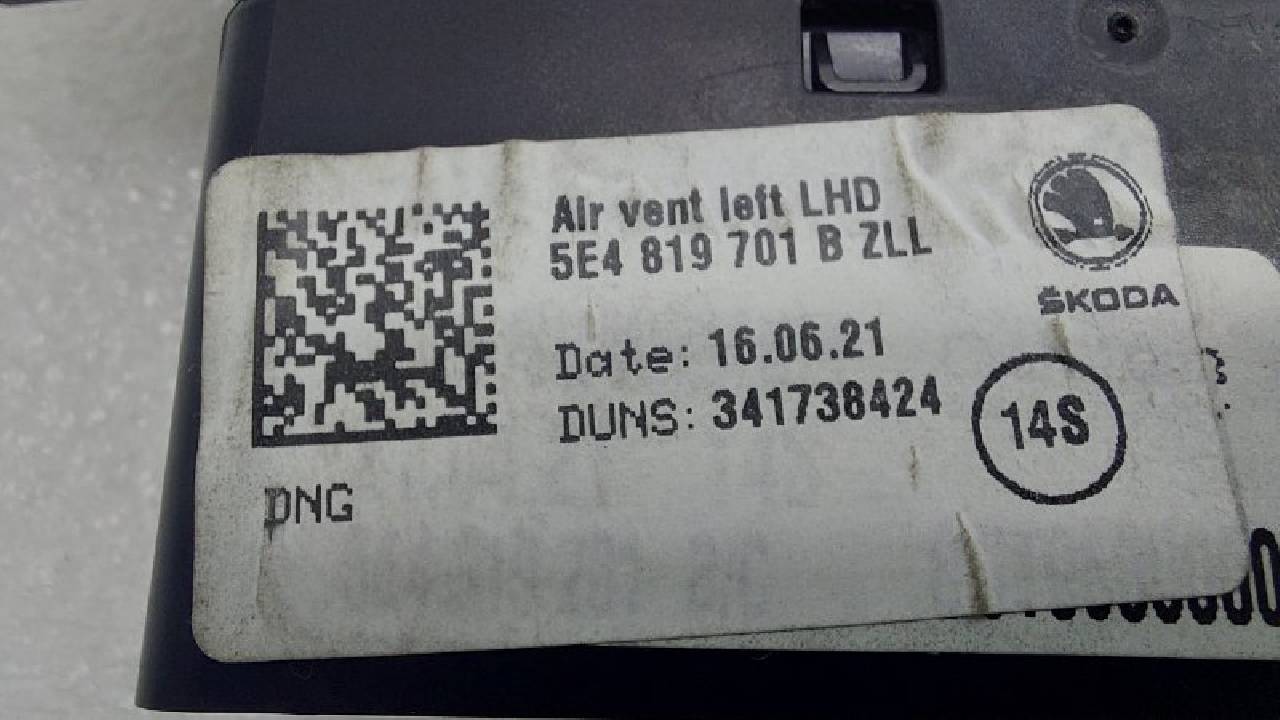 Air vent left LHD
5E4 819 701 B ZLL
ŠKODA
Date: 16.06.21
DUNS: 341738424
14S
DNG